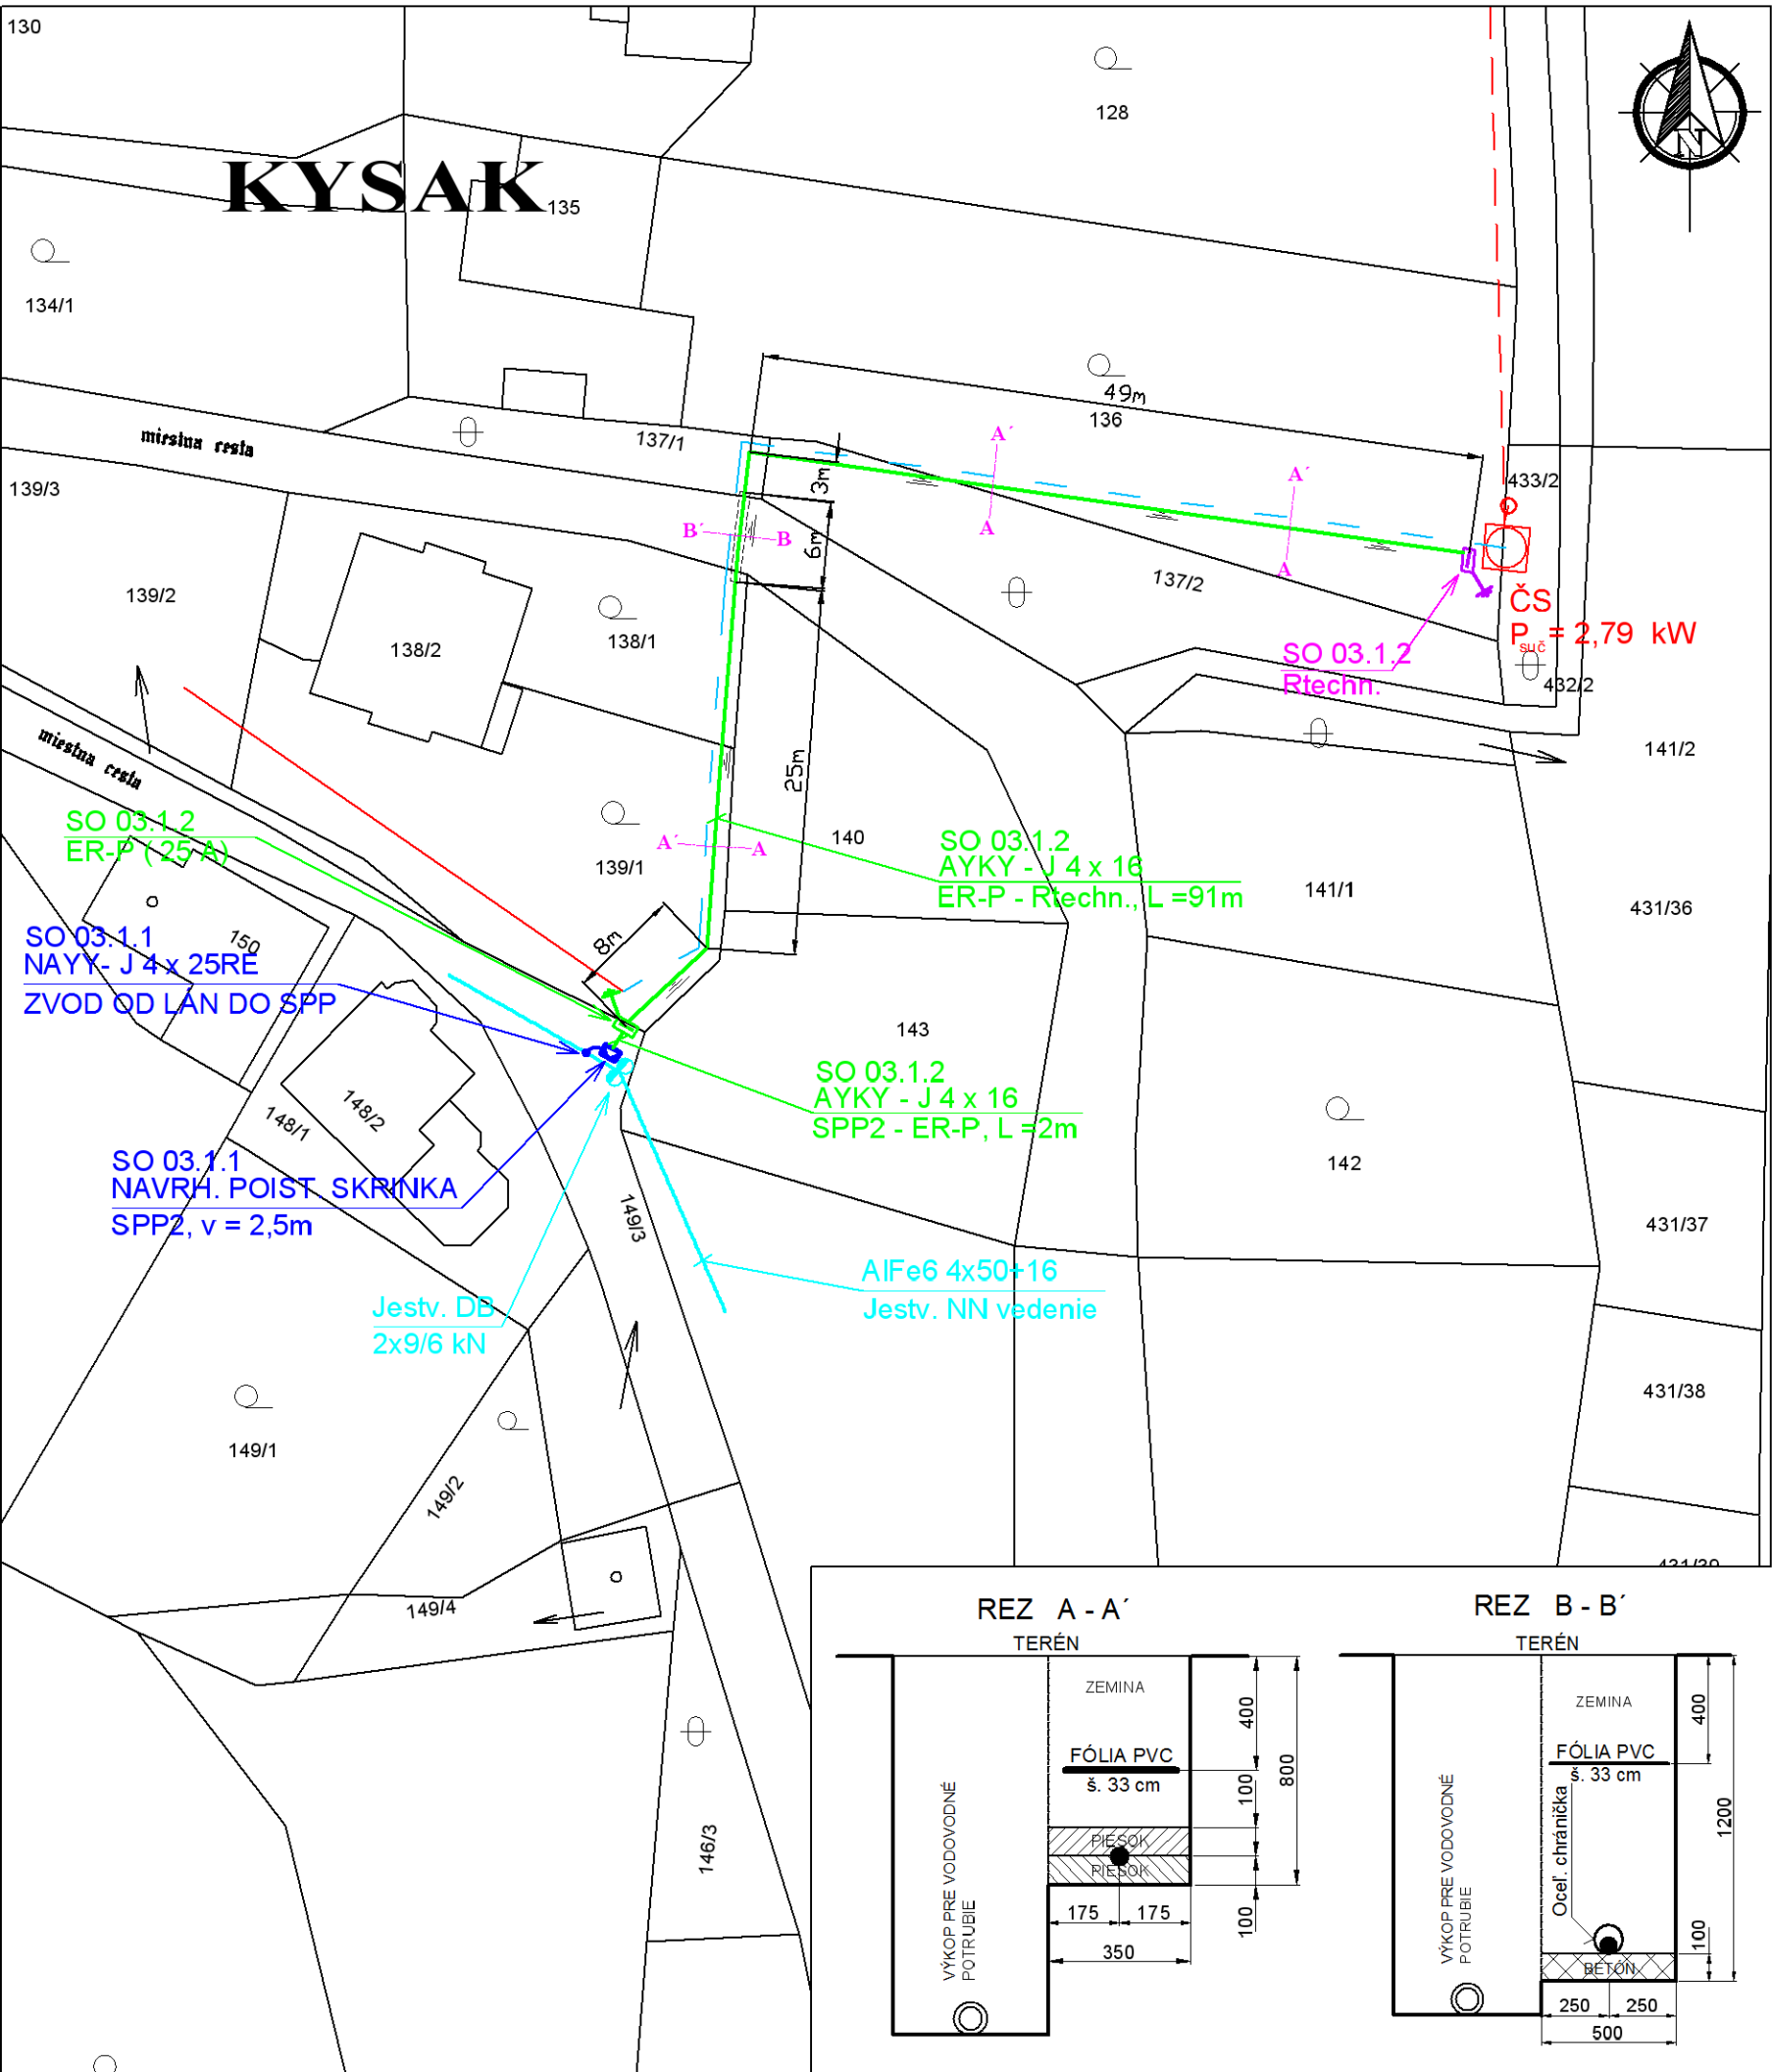 130
128
N
KYSAK
135
134/1
49m
136
miestna cesta
137/1
A´
A´
433/2
139/3
3m
B´
B
A
6m
A
137/2
139/2
138/2
138/1
ČS
Psuč = 2,79 kW
SO 03.1.2
Rtechn.
432/2
141/2
miestna cesta
25m
SO 03.1.2
ER-P (25 A)
A´
A
140
SO 03.1.2
AYKY - J 4 x 16
ER-P - Rtechn., L =91m
139/1
141/1
431/36
150
8m
SO 03.1.1
NAYY- J 4 x 25RE
ZVOD OD LAN DO SPP
143
SO 03.1.2
AYKY - J 4 x 16
SPP2 - ER-P, L =2m
148/1
148/2
142
SO 03.1.1
NAVRH. POIST. SKRINKA
SPP2, v = 2,5m
149/3
431/37
AlFe6 4x50+16
Jestv. NN vedenie
Jestv. DB
2x9/6 kN
431/38
149/1
149/2
431/39
149/4
146/3
REZ A - A´
TERÉN
ZEMINA
FÓLIA PVC
š. 33 cm
PIESOK
PIESOK
VÝKOP PRE VODOVODNÉ
POTRUBIE
400
100
800
100
175
175
350
REZ B - B´
TERÉN
ZEMINA
FÓLIA PVC
š. 33 cm
Oceľ. chránička
BETÓN
VÝKOP PRE VODOVODNÉ
POTRUBIE
400
1200
100
250
250
500